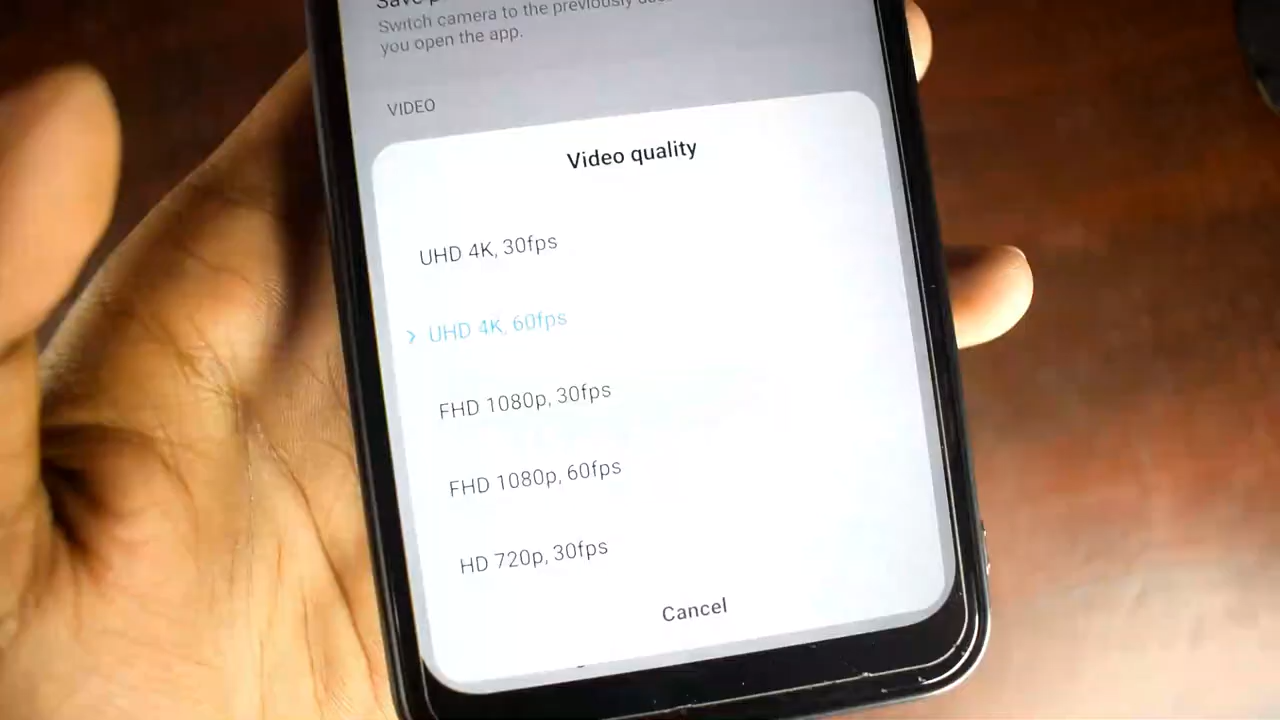 Switch camera to the previously
you open the app.
VIDEO
Video quality
UHD 4K, 30fps
UHD 4K, 60fps
FHD 1080p, 30fps
FHD 1080p, 60fps
HD 720p, 30fps
Cancel